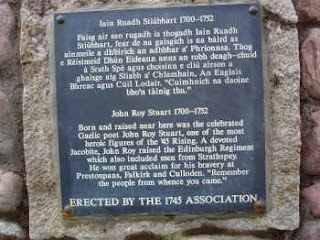 Iain Ruadh Stiùbhart 1700–1752
Faisg air seo rugadh is thogadh Iain Ruadh
Stiùbhart, fear de na gaisgich is na bàird as
ainmeile a dh'èirich an adhbhar a' Phrionnsa. Thog
e Rèisimeid Dhùn Eideann anns an robh deagh-chuid
à Srath Spè agus choisinn e cliù airson a
ghaisge aig Sliabh a' Chlamhain, An Eaglais
Bhreac agus Cùil Lodair. "Cuimhnich na daoine
bho'n tàinig thu."
John Roy Stuart 1700–1752
Born and raised near here was the celebrated
Gaelic poet John Roy Stuart, one of the most
heroic figures of the '45 Rising. A devoted
Jacobite, John Roy raised the Edinburgh Regiment
which also included men from Strathspey.
He won great acclaim for his bravery at
Prestonpans, Falkirk and Culloden. "Remember
the people from whence you came."
ERECTED BY THE 1745 ASSOCIATION